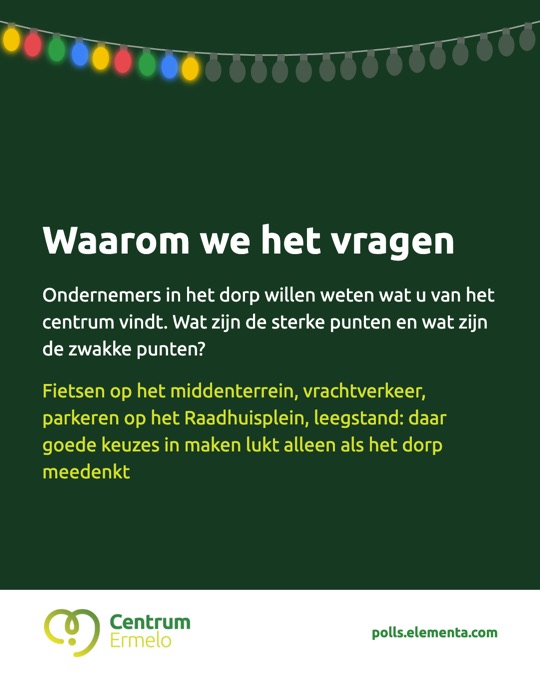 Waarom we het vragen
Ondernemers in het dorp willen weten wat u van het
centrum vindt. Wat zijn de sterke punten en wat zijn
de zwakke punten?
Fietsen op het middenterrein, vrachtverkeer,
parkeren op het Raadhuisplein, leegstand: daar
goede keuzes in maken lukt alleen als het dorp
meedenkt
Centrum
Ermelo
polls.elementa.com